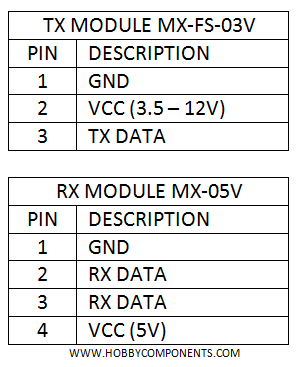 TX MODULE MX-FS-03V
PIN DESCRIPTION
1 GND
2 VCC (3.5 – 12V)
3 TX DATA
RX MODULE MX-05V
PIN DESCRIPTION
1 GND
2 RX DATA
3 RX DATA
4 VCC (5V)
WWW.HOBBYCOMPONENTS.COM